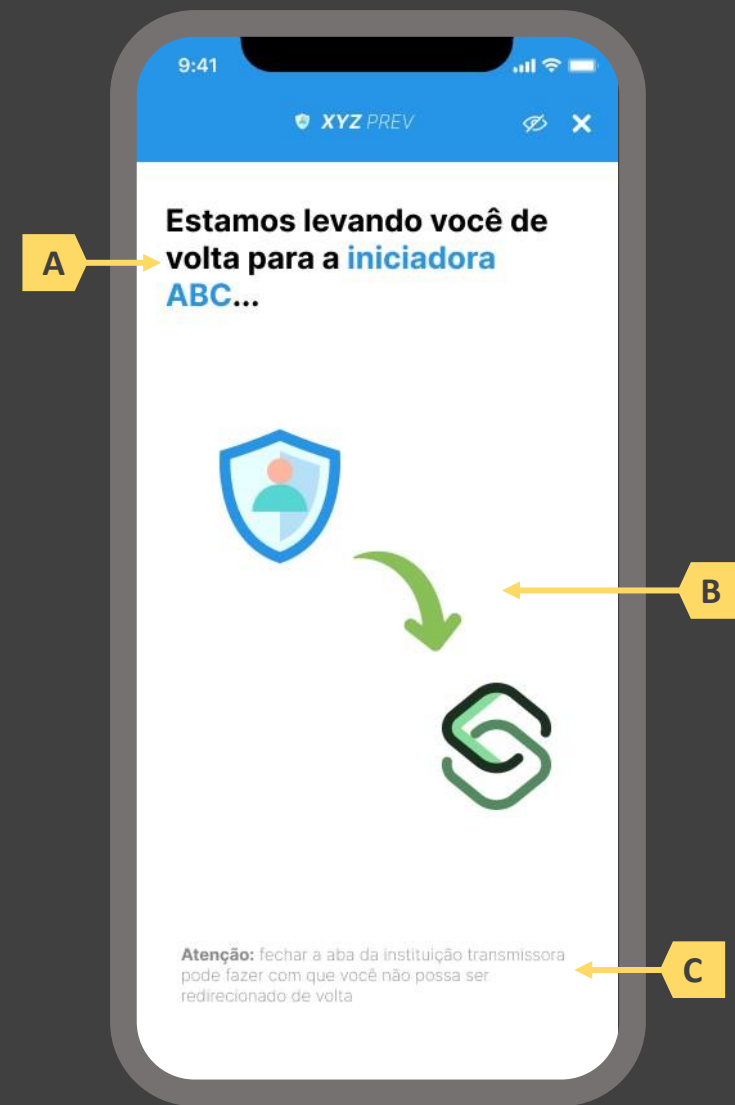 9:41
XYZ PREV
Estamos levando você de
volta para a iniciadora
ABC...
A
B
Atenção: fechar a aba da instituição transmissora
pode fazer com que você não possa ser
redirecionado de volta
C